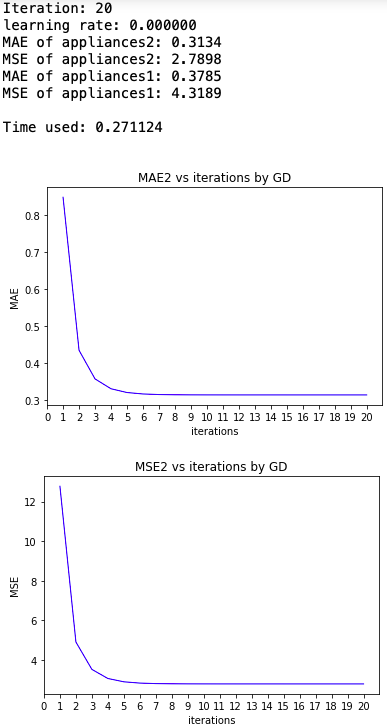 Iteration: 20
learning rate: 0.000000
MAE of appliances2: 0.3134
MSE of appliances2: 2.7898
MAE of appliances1: 0.3785
MSE of appliances1: 4.3189
Time used: 0.271124
MAE2 vs iterations by GD
0.8
0.7
0.6
0.5
0.4
0.3
MAE
0 1 2 3 4 5 6 7 8 9 10 11 12 13 14 15 16 17 18 19 20
iterations
MSE2 vs iterations by GD
12
10
8
6
4
MSE
0 1 2 3 4 5 6 7 8 9 10 11 12 13 14 15 16 17 18 19 20
iterations